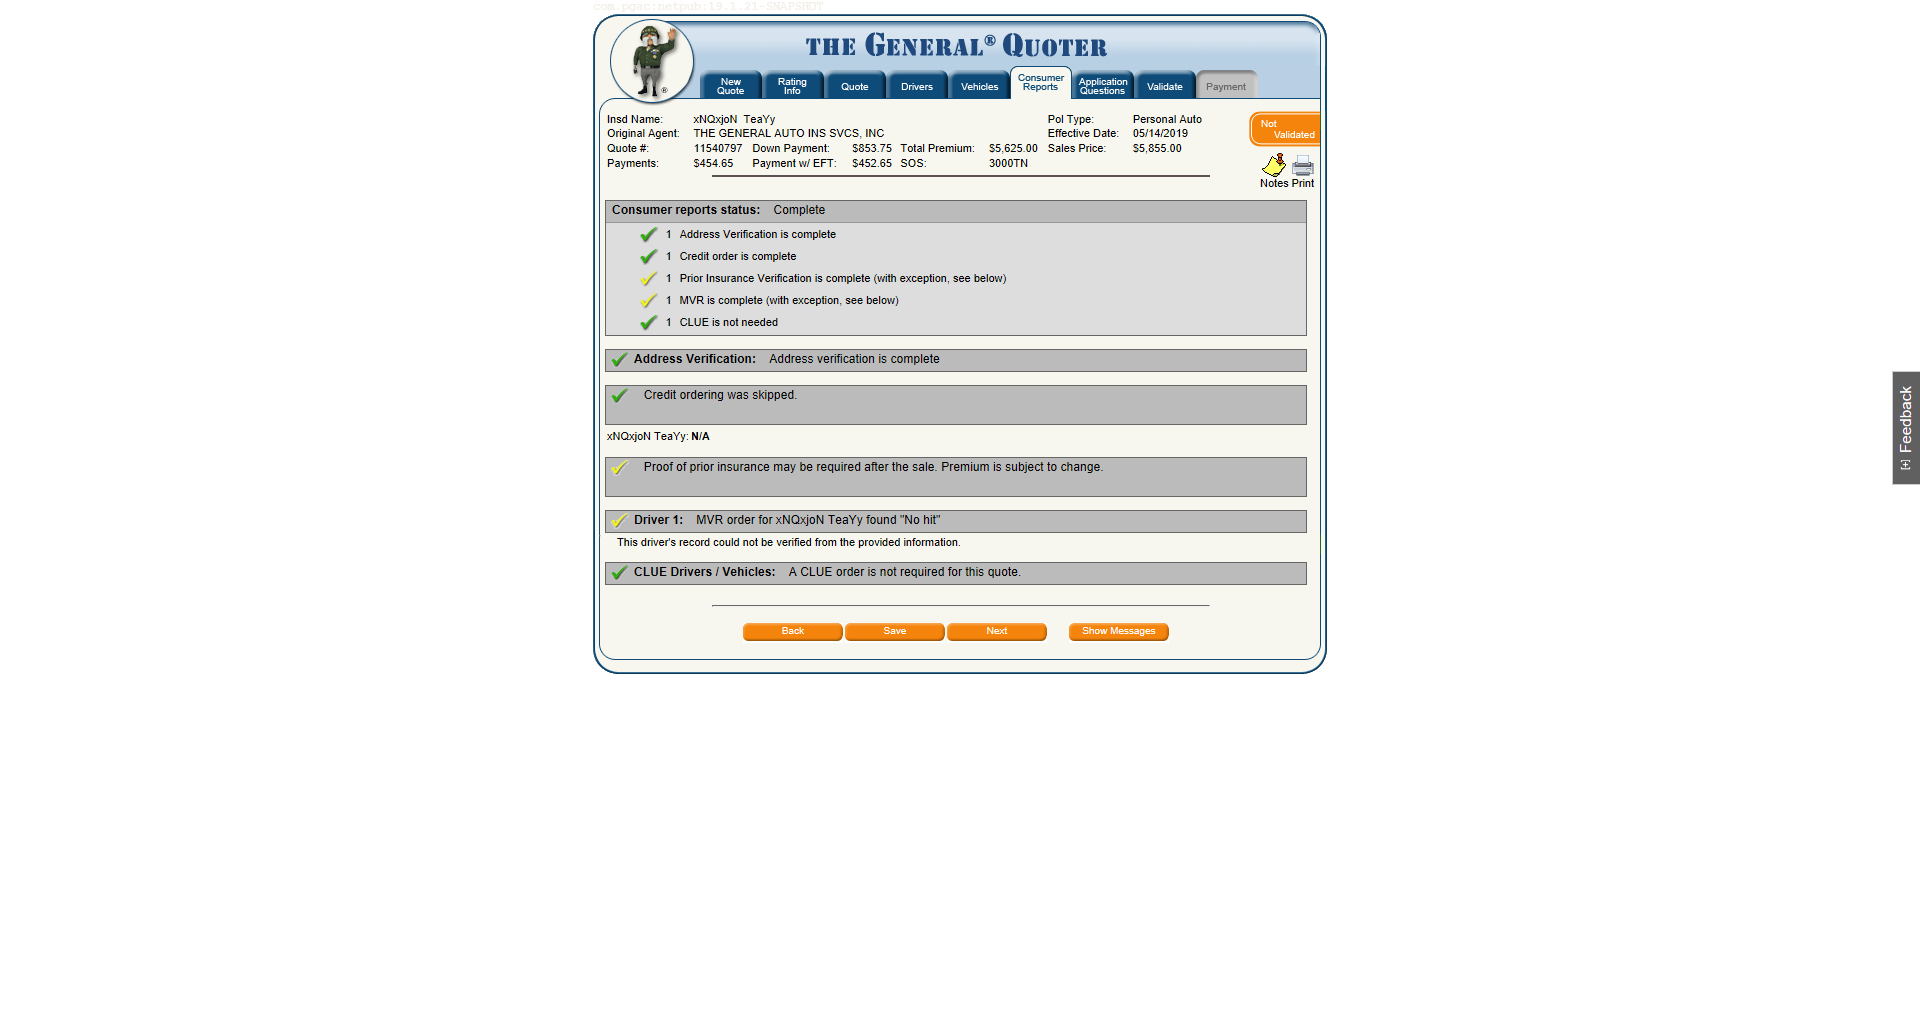 com.pgac:netpub:19.1.21-SNAPSHOT
THE GENERAL® QUOTER
New Quote
Rating Info
Quote
Drivers
Vehicles
Consumer Reports
Application Questions
Validate
Payment
Insd Name: xNQxjoN TeaYy Pol Type: Personal Auto
Original Agent: THE GENERAL AUTO INS SVCS, INC Effective Date: 05/14/2019
Quote #: 11540797 Down Payment: $853.75 Total Premium: $5,625.00 Sales Price: $5,855.00
Payments: $454.65 Payment w/ EFT: $452.65 SOS: 3000TN
Not Validated
Notes Print
Consumer reports status: Complete
1 Address Verification is complete
1 Credit order is complete
1 Prior Insurance Verification is complete (with exception, see below)
1 MVR is complete (with exception, see below)
1 CLUE is not needed
Address Verification: Address verification is complete
Credit ordering was skipped.
xNQxjoN TeaYy: N/A
Proof of prior insurance may be required after the sale. Premium is subject to change.
Driver 1: MVR order for xNQxjoN TeaYy found "No hit"
This driver's record could not be verified from the provided information.
CLUE Drivers / Vehicles: A CLUE order is not required for this quote.
Back Save Next Show Messages
[+] Feedback